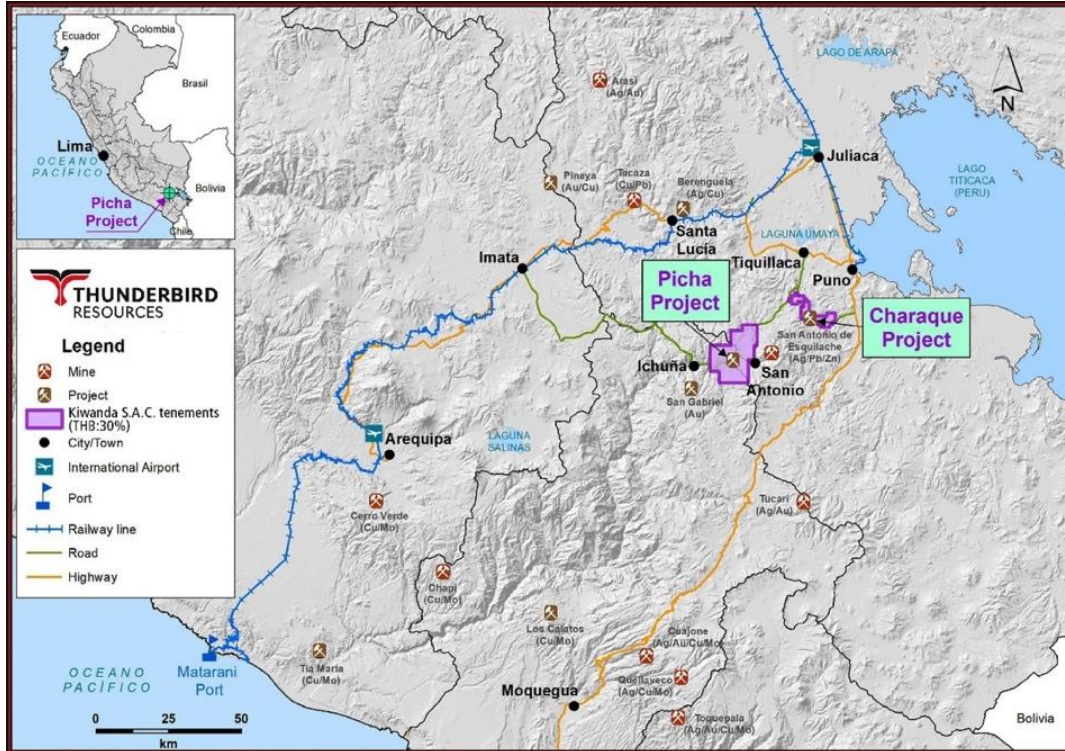 Ecuador
Colombia
Brasil
Lima
OCEANO
PACÍFICO
Bolivia
Picha
Project
Chile
THUNDERBIRD
RESOURCES
Legend
Mine
Project
Kiwanda S.A.C. tenements
(THB:30%)
City/Town
International Airport
Port
Railway line
Road
Highway
LAGO DE ARAPA
N
Arasi
(Ag/Au)
Juliaca
LAGO
TITICACA
(PERU)
Pinaya
(Au/Cu)
Tacaza
(Cu/Pb)
Berenguela
(Ag/Cu)
Santa
Lucía
LAGUNA UMAYA
Imata
Tiquillaca
Puno
Picha
Project
Charaque
Project
San Antonio de
Esquilache
(Ag/Pb/Zn)
Ichuña
San
Antonio
San Gabriel
(Au)
Arequipa
LAGUNA
SALINAS
Cerro Verde
(Cu/Mo)
Tucari
(Ag/Au)
Chapi
(Cu/Mo)
Los Calatos
(Cu/Mo)
Cuajone
(Ag/Au/Cu/Mo)
Tia Maria
(Cu/Mo)
Quellaveco
(Ag/Cu/Mo)
OCEANO
PACÍFICO
Matarani
Port
Moquegua
Toquepala
(Ag/Au/Cu/Mo)
Bolivia
0 25 50
km